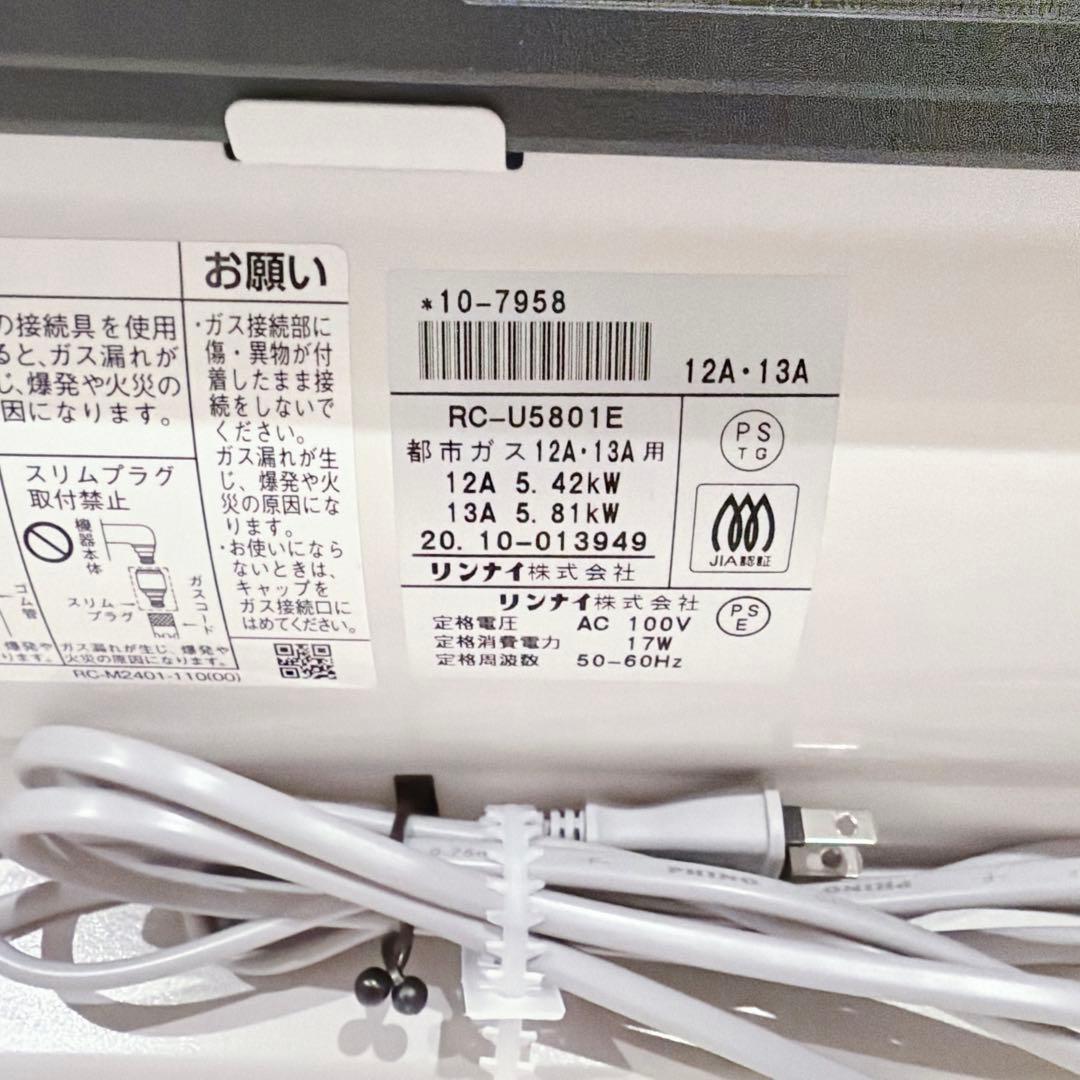 の接続具を使用
ると、ガス漏れが
じ、爆発や火災の
因になります。
スリムプラグ
取付禁止
機器本体
ゴム管
スリム
プラグ
ガスコード
爆発や
ガス漏れが生じ、爆発や
火災の原因になります。
RC-M2401-110(00)
お願い
・ガス接続部に
傷・異物が付
着したまま接
続をしないで
ください。
ガス漏れが生
じ、爆発や火
災の原因にな
ります。
・お使いになら
ないときは、
キャップを
ガス接続口に
はめてください。
*10-7958
12A・13A
RC-U5801E
都市ガス12A・13A用
12A 5.42kW
13A 5.81kW
20.10-013949
リンナイ株式会社
PS
TG
JIA認証
リンナイ株式会社
定格電圧 AC 100V
定格消費電力 17W
定格周波数 50-60Hz
PS
E
PHINO
PHINO